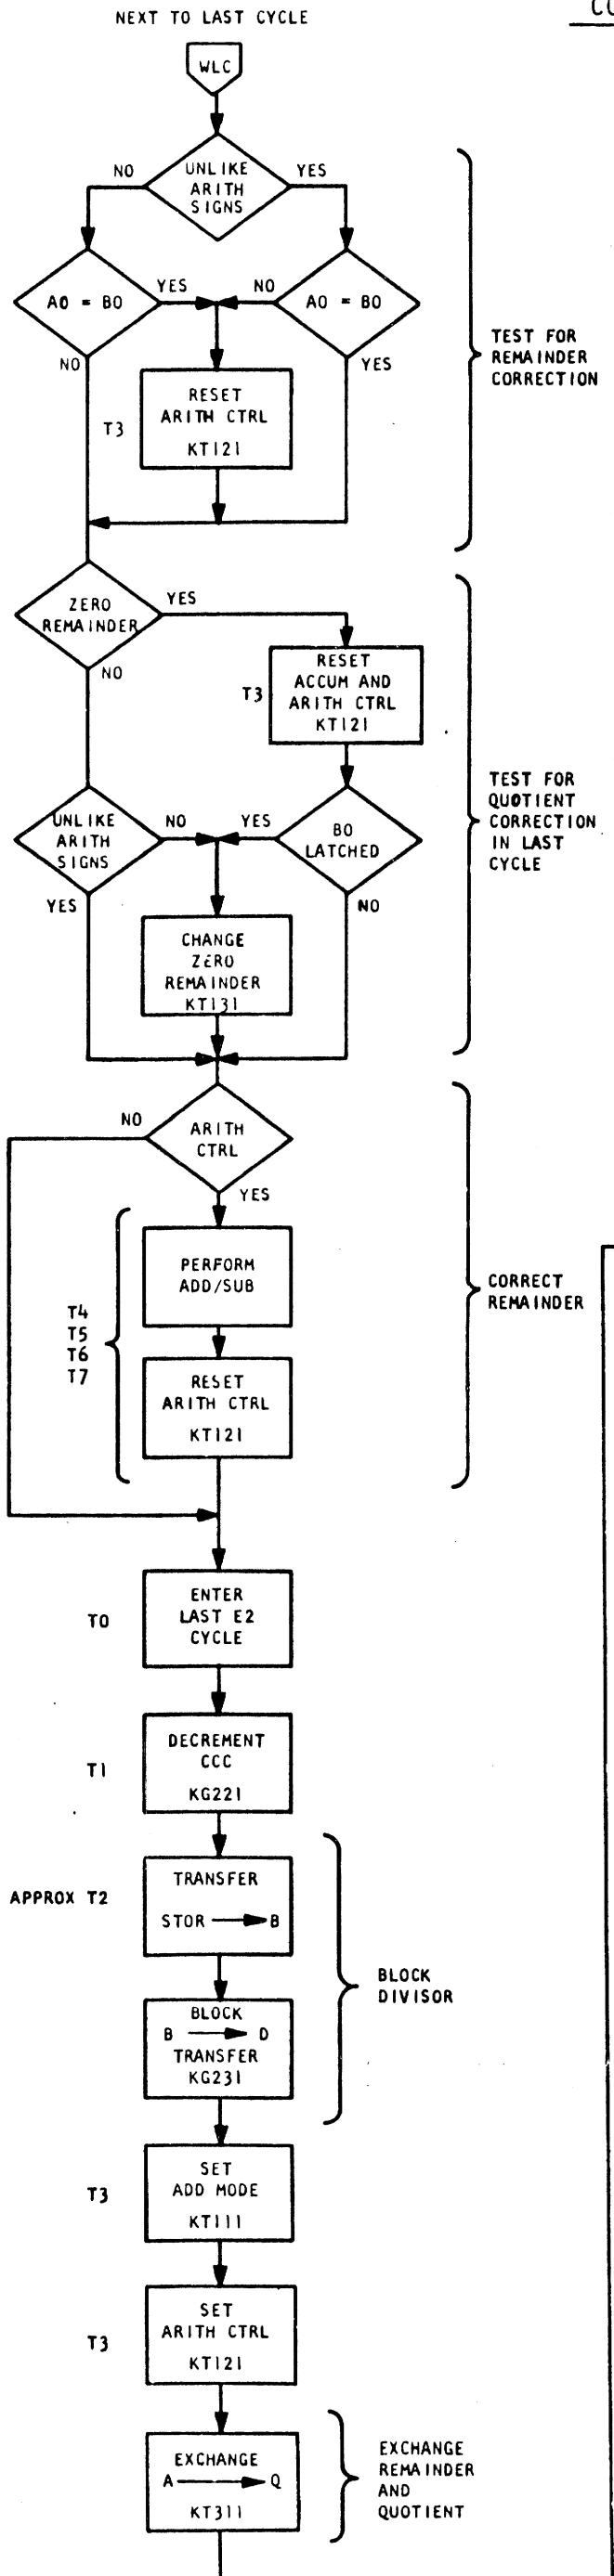 NEXT TO LAST CYCLE
WLC
NO
UNLIKE
ARITH
SIGNS
YES
A0 = B0
YES
NO
A0 = B0
NO
YES
RESET
ARITH CTRL
KT121
T3
TEST FOR
REMAINDER
CORRECTION
ZERO
REMAINDER
YES
NO
RESET
ACCUM AND
ARITH CTRL
KT121
T3
UNLIKE
ARITH
SIGNS
NO
YES
B0
LATCHED
YES
NO
CHANGE
ZERO
REMAINDER
KT131
TEST FOR
QUOTIENT
CORRECTION
IN LAST
CYCLE
NO
ARITH
CTRL
YES
PERFORM
ADD/SUB
T4
T5
T6
T7
RESET
ARITH CTRL
KT121
CORRECT
REMAINDER
T0
ENTER
LAST E2
CYCLE
T1
DECREMENT
CCC
KG221
APPROX T2
TRANSFER
STOR B
BLOCK
B D
TRANSFER
KG231
BLOCK
DIVISOR
T3
SET
ADD MODE
KT111
T3
SET
ARITH CTRL
KT121
EXCHANGE
A Q
KT311
EXCHANGE
REMAINDER
AND
QUOTIENT